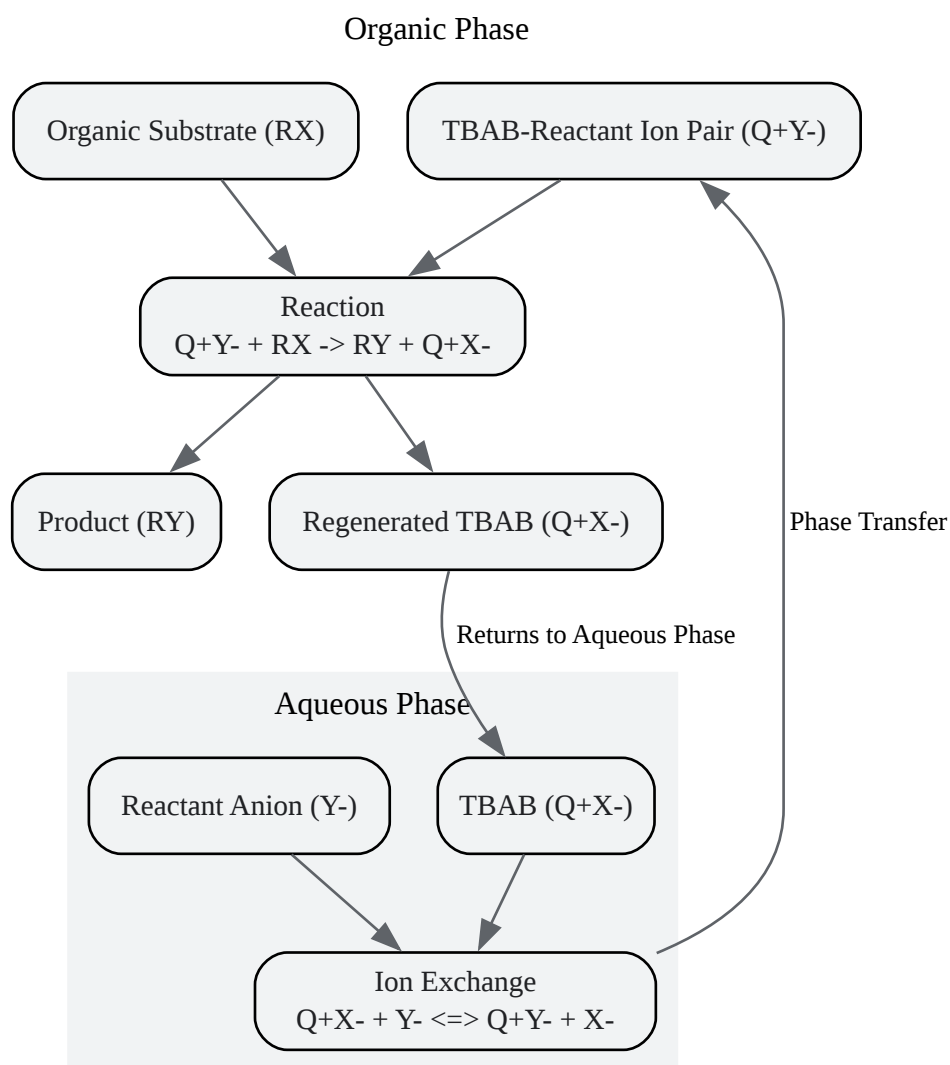 Organic Phase
Organic Substrate (RX)
TBAB-Reactant Ion Pair (Q+Y-)
Reaction
Q+Y- + RX -> RY + Q+X-
Product (RY)
Regenerated TBAB (Q+X-)
Phase Transfer
Returns to Aqueous Phase
Aqueous Phase
Reactant Anion (Y-)
TBAB (Q+X-)
Ion Exchange
Q+X- + Y- <=> Q+Y- + X-